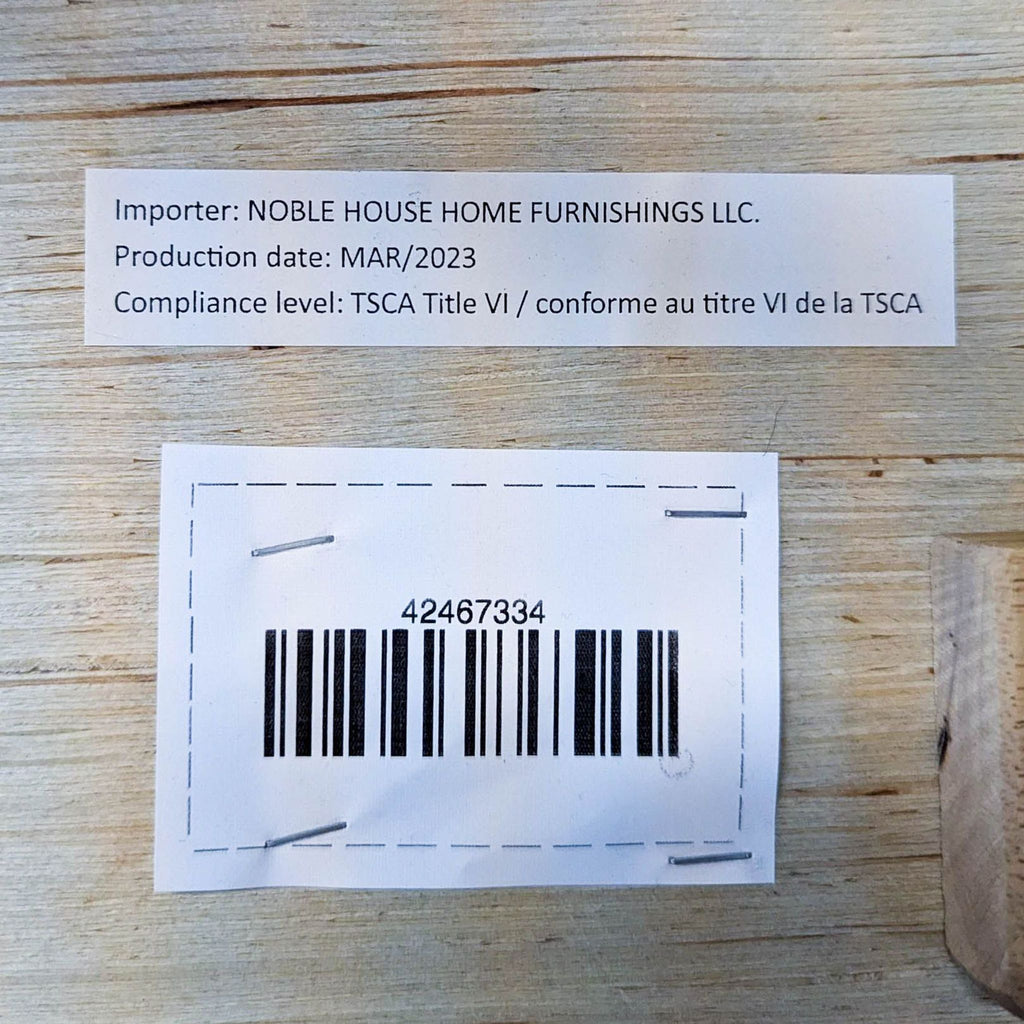 Importer: NOBLE HOUSE HOME FURNISHINGS LLC.
Production date: MAR/2023
Compliance level: TSCA Title VI / conforme au titre VI de la TSCA
42467334